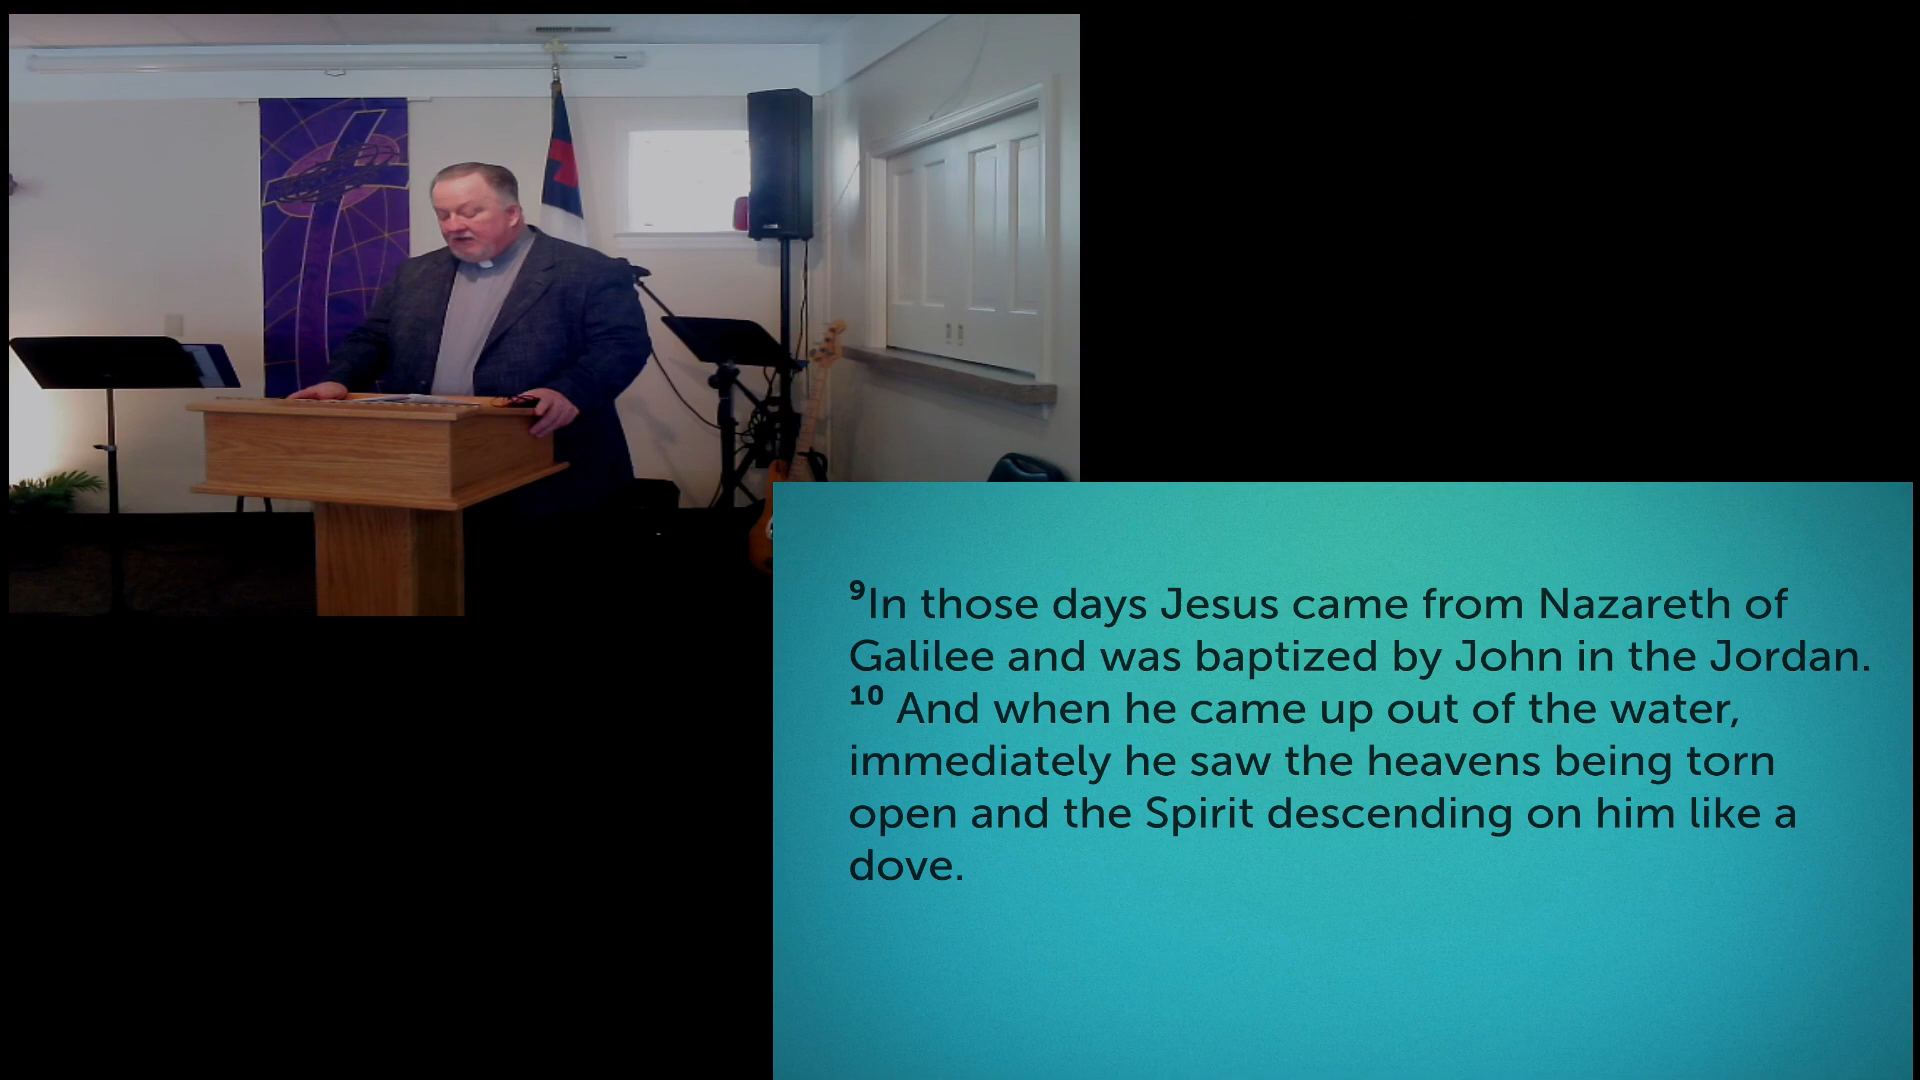 ⁹In those days Jesus came from Nazareth of
Galilee and was baptized by John in the Jordan.
¹⁰ And when he came up out of the water,
immediately he saw the heavens being torn
open and the Spirit descending on him like a
dove.